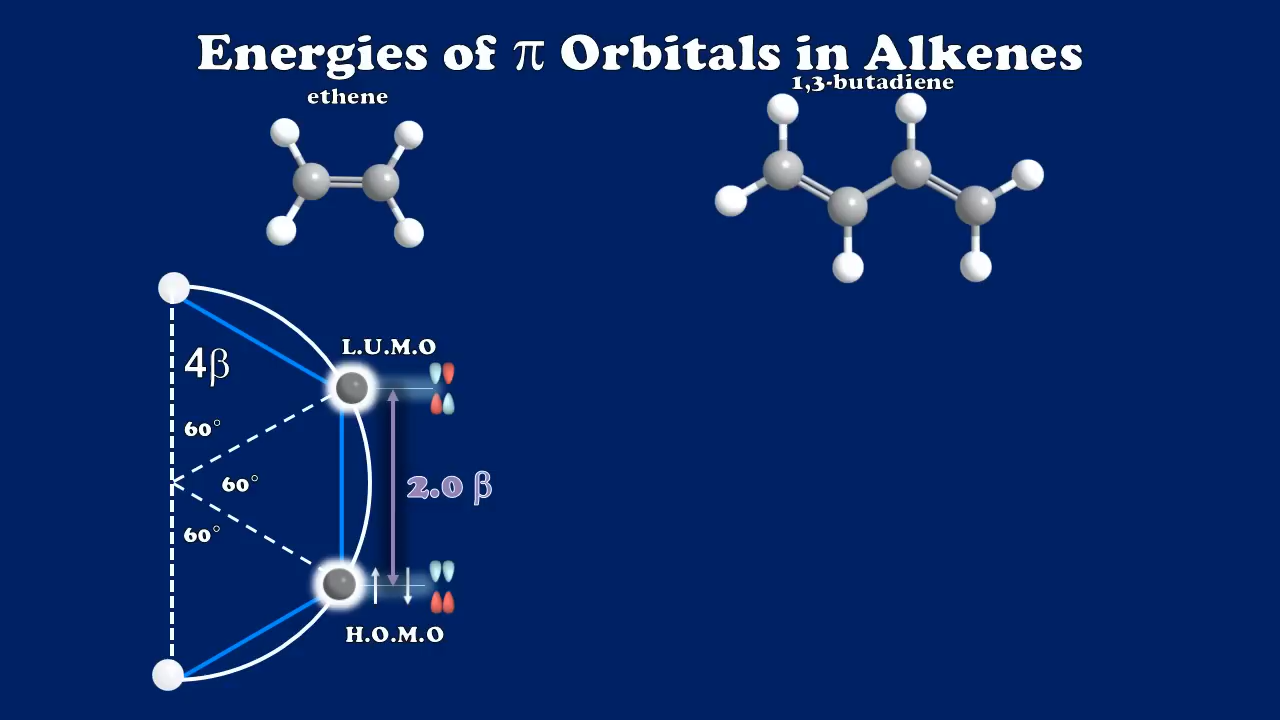 Energies of π Orbitals in Alkenes
ethene
1,3-butadiene
L.U.M.O
4β
60°
60°
2.0 β
60°
H.O.M.O